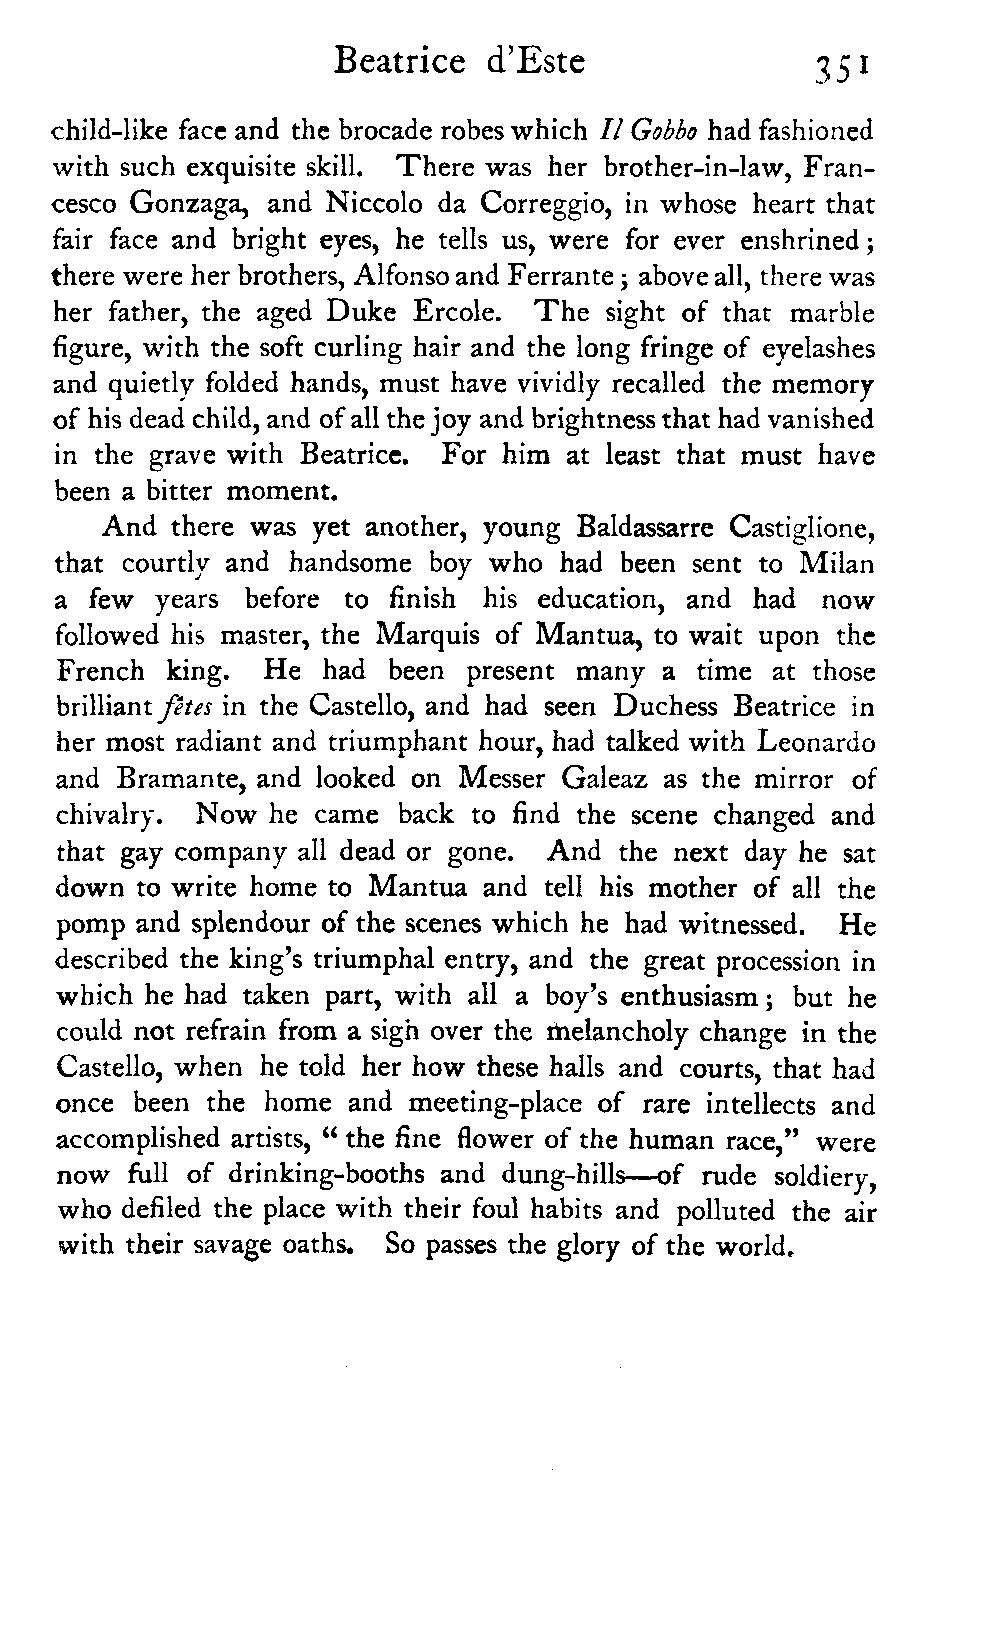 Beatrice d'Este 351
child-like face and the brocade robes which Il Gobbo had fashioned
with such exquisite skill. There was her brother-in-law, Fran-
cesco Gonzaga, and Niccolo da Correggio, in whose heart that
fair face and bright eyes, he tells us, were for ever enshrined ;
there were her brothers, Alfonso and Ferrante ; above all, there was
her father, the aged Duke Ercole. The sight of that marble
figure, with the soft curling hair and the long fringe of eyelashes
and quietly folded hands, must have vividly recalled the memory
of his dead child, and of all the joy and brightness that had vanished
in the grave with Beatrice. For him at least that must have
been a bitter moment.
And there was yet another, young Baldassarre Castiglione,
that courtly and handsome boy who had been sent to Milan
a few years before to finish his education, and had now
followed his master, the Marquis of Mantua, to wait upon the
French king. He had been present many a time at those
brilliant fêtes in the Castello, and had seen Duchess Beatrice in
her most radiant and triumphant hour, had talked with Leonardo
and Bramante, and looked on Messer Galeaz as the mirror of
chivalry. Now he came back to find the scene changed and
that gay company all dead or gone. And the next day he sat
down to write home to Mantua and tell his mother of all the
pomp and splendour of the scenes which he had witnessed. He
described the king's triumphal entry, and the great procession in
which he had taken part, with all a boy's enthusiasm ; but he
could not refrain from a sigh over the melancholy change in the
Castello, when he told her how these halls and courts, that had
once been the home and meeting-place of rare intellects and
accomplished artists, “ the fine flower of the human race,” were
now full of drinking-booths and dung-hills—of rude soldiery,
who defiled the place with their foul habits and polluted the air
with their savage oaths. So passes the glory of the world.